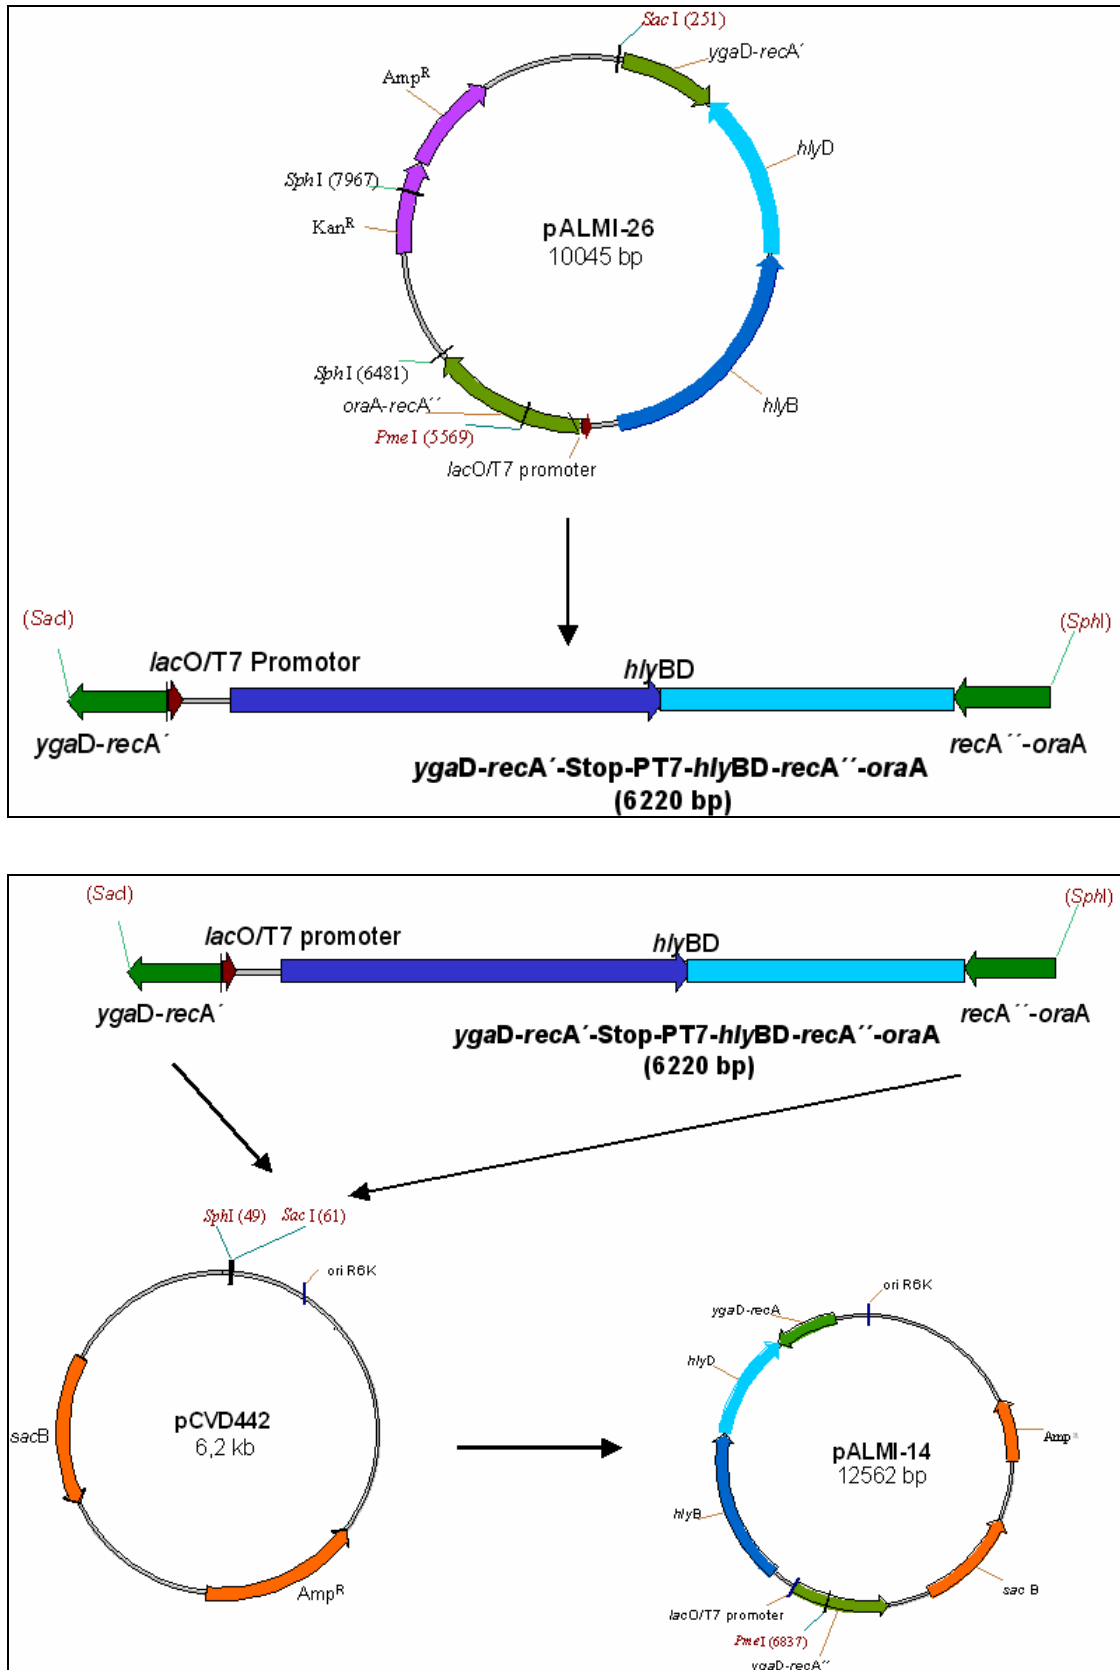 SacI (251)
ygaD-recA´
AmpR
hlyD
SphI (7967)
KanR
pALMI-26
10045 bp
SphI (6481)
oraA-recA´´
PmeI (5569)
hlyB
lacO/T7 promoter
(SacI)
(SphI)
lacO/T7 Promotor
hlyBD
ygaD-recA´
recA´´-oraA
ygaD-recA´-Stop-PT7-hlyBD-recA´´-oraA
(6220 bp)
(SacI)
(SphI)
lacO/T7 promoter
hlyBD
ygaD-recA´
recA´´-oraA
ygaD-recA´-Stop-PT7-hlyBD-recA´´-oraA
(6220 bp)
SphI (49)
SacI (61)
ori R6K
ori R6K
ygaD-recA
hlyD
sacB
pCVD442
6,2 kb
AmpR
pALMI-14
12562 bp
AmpR
hlyB
sac B
lacO/T7 promoter
PmeI (6837)
ygaD-recA´´